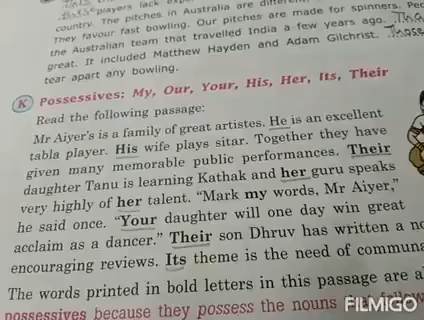 players lack
country. The pitches in Australia are
They favour fast bowling. Our pitches are made for spinners.
the Australian team that travelled India a few years ago.
great. It included Matthew Hayden and Adam Gilchrist.
tear apart any bowling.
K Possessives: My, Our, Your, His, Her, Its, Their
Read the following passage:
Mr Aiyer's is a family of great artistes. He is an excellent
tabla player. His wife plays sitar. Together they have
given many memorable public performances. Their
daughter Tanu is learning Kathak and her guru speaks
very highly of her talent. “Mark my words, Mr Aiyer,”
he said once. “Your daughter will one day win great
acclaim as a dancer.” Their son Dhruv has written a
encouraging reviews. Its theme is the need of
The words printed in bold letters in this passage are
possessives because they possess the nouns that follow
FILMIGO